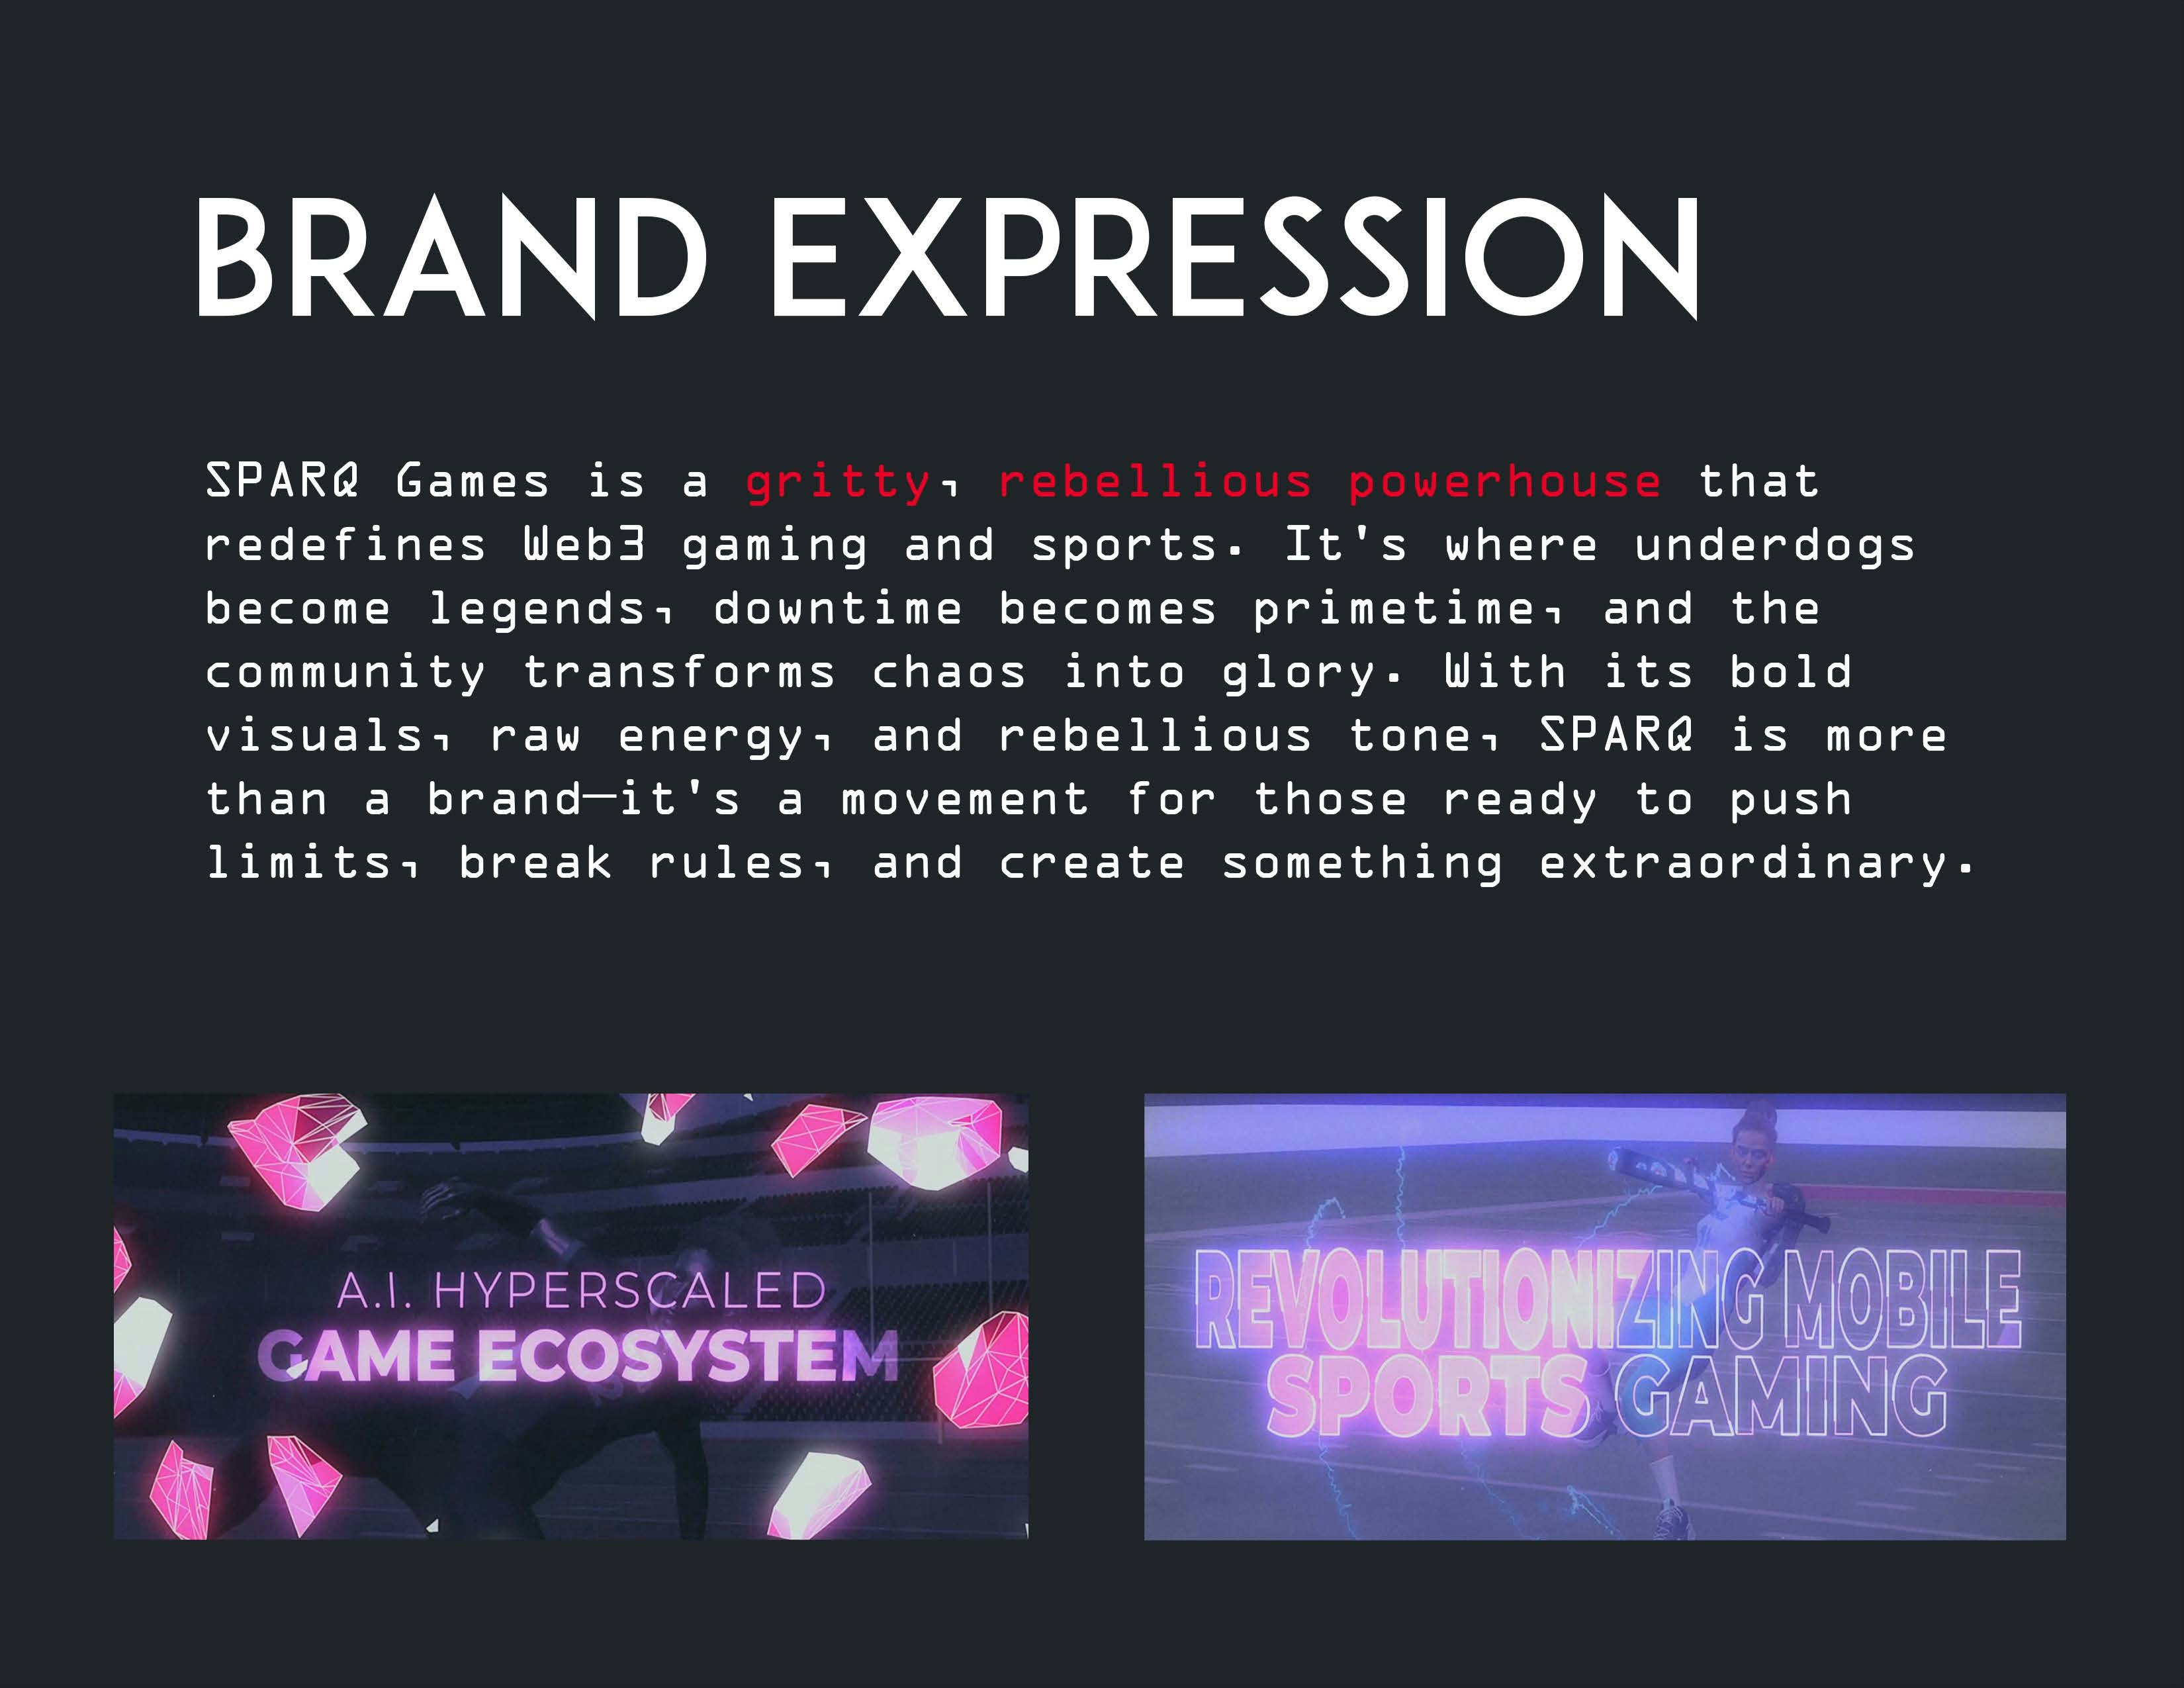 BRAND EXPRESSION
SPARQ Games is a gritty, rebellious powerhouse that
redefines Web3 gaming and sports. It's where underdogs
become legends, downtime becomes primetime, and the
community transforms chaos into glory. With its bold
visuals, raw energy, and rebellious tone, SPARQ is more
than a brand—it's a movement for those ready to push
limits, break rules, and create something extraordinary.
A.I. HYPERSCALED
GAME ECOSYSTEM
REVOLUTIONIZING MOBILE
SPORTS GAMING